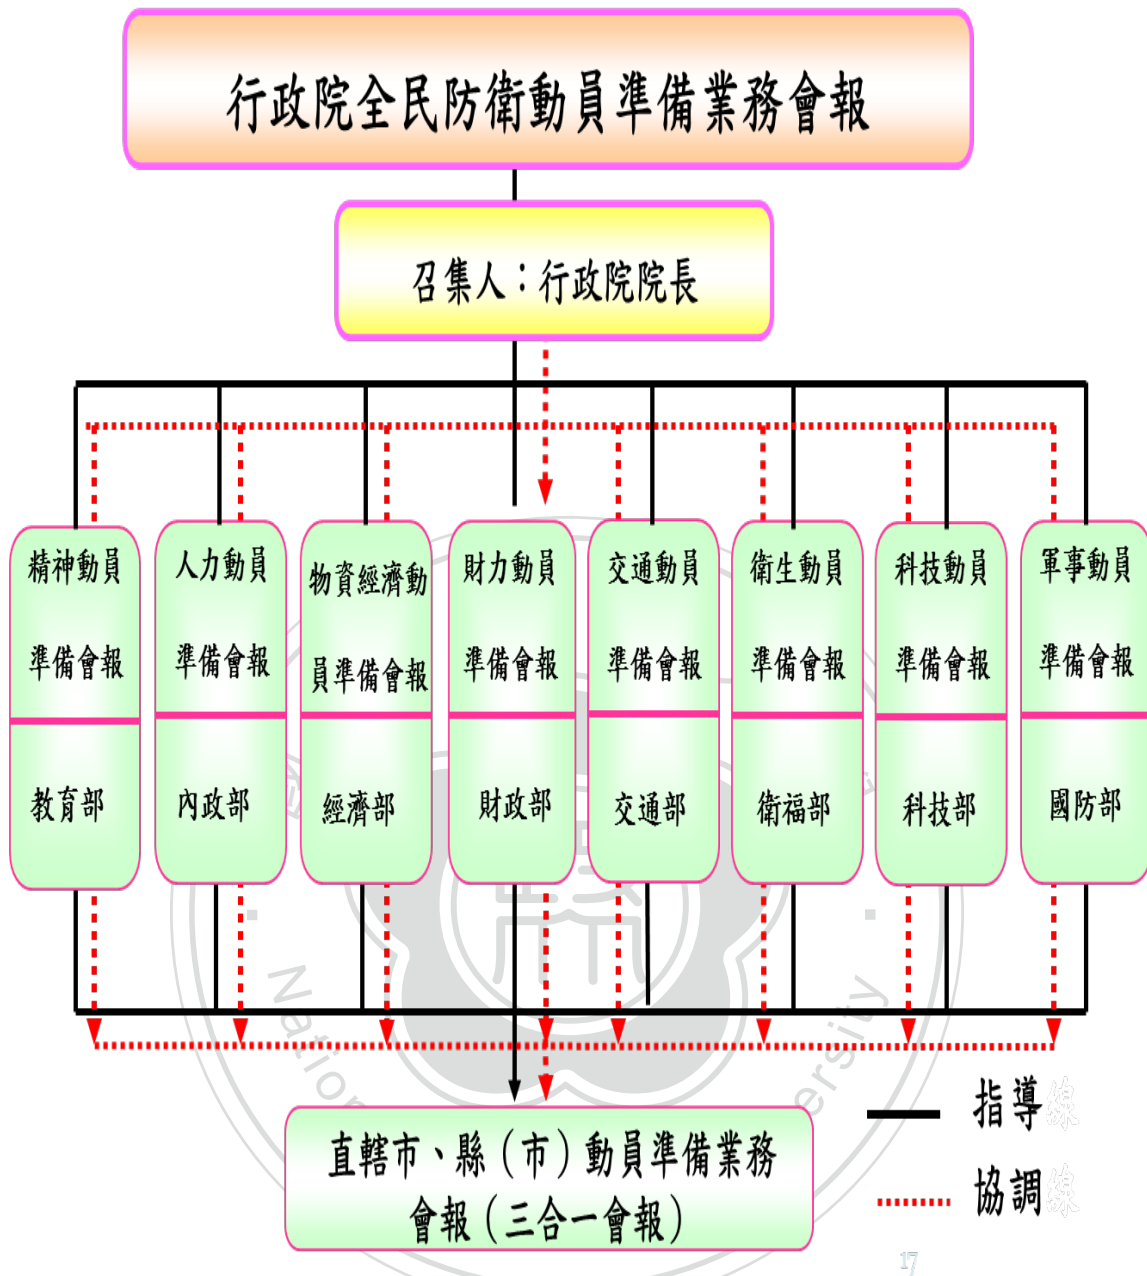 行政院全民防衛動員準備業務會報
召集人：行政院院長
精神動員
準備會報
教育部
人力動員
準備會報
內政部
物資經濟動
員準備會報
經濟部
財力動員
準備會報
財政部
交通動員
準備會報
交通部
衛生動員
準備會報
衛福部
科技動員
準備會報
科技部
軍事動員
準備會報
國防部
直轄市、縣（市）動員準備業務
會報（三合一會報）
指導線
協調線
17